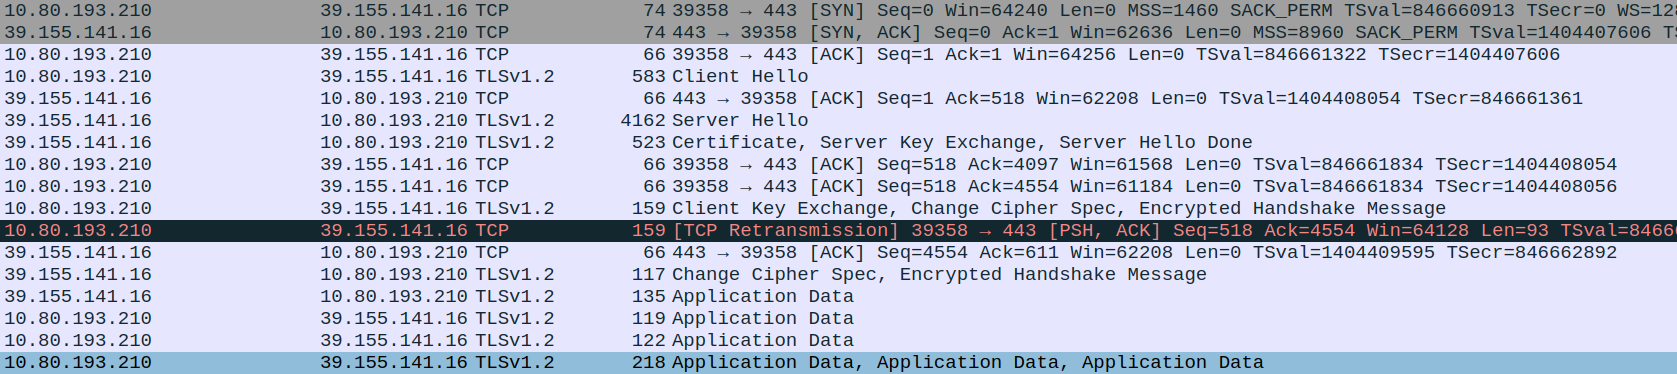 10.80.193.210 39.155.141.16 TCP 74 39358 → 443 [SYN] Seq=0 Win=64240 Len=0 MSS=1460 SACK_PERM TSval=846660913 TSecr=0 WS=128
39.155.141.16 10.80.193.210 TCP 74 443 → 39358 [SYN, ACK] Seq=0 Ack=1 Win=62636 Len=0 MSS=8960 SACK_PERM TSval=1404407606 TS
10.80.193.210 39.155.141.16 TCP 66 39358 → 443 [ACK] Seq=1 Ack=1 Win=64256 Len=0 TSval=846661322 TSecr=1404407606
10.80.193.210 39.155.141.16 TLSv1.2 583 Client Hello
39.155.141.16 10.80.193.210 TCP 66 443 → 39358 [ACK] Seq=1 Ack=518 Win=62208 Len=0 TSval=1404408054 TSecr=846661361
39.155.141.16 10.80.193.210 TLSv1.2 4162 Server Hello
39.155.141.16 10.80.193.210 TLSv1.2 523 Certificate, Server Key Exchange, Server Hello Done
10.80.193.210 39.155.141.16 TCP 66 39358 → 443 [ACK] Seq=518 Ack=4097 Win=61568 Len=0 TSval=846661834 TSecr=1404408054
10.80.193.210 39.155.141.16 TCP 66 39358 → 443 [ACK] Seq=518 Ack=4554 Win=61184 Len=0 TSval=846661834 TSecr=1404408056
10.80.193.210 39.155.141.16 TLSv1.2 159 Client Key Exchange, Change Cipher Spec, Encrypted Handshake Message
10.80.193.210 39.155.141.16 TCP 159 [TCP Retransmission] 39358 → 443 [PSH, ACK] Seq=518 Ack=4554 Win=64128 Len=93 TSval=84666
39.155.141.16 10.80.193.210 TCP 66 443 → 39358 [ACK] Seq=4554 Ack=611 Win=62208 Len=0 TSval=1404409595 TSecr=846662892
39.155.141.16 10.80.193.210 TLSv1.2 117 Change Cipher Spec, Encrypted Handshake Message
39.155.141.16 10.80.193.210 TLSv1.2 135 Application Data
10.80.193.210 39.155.141.16 TLSv1.2 119 Application Data
10.80.193.210 39.155.141.16 TLSv1.2 122 Application Data
10.80.193.210 39.155.141.16 TLSv1.2 218 Application Data, Application Data, Application Data